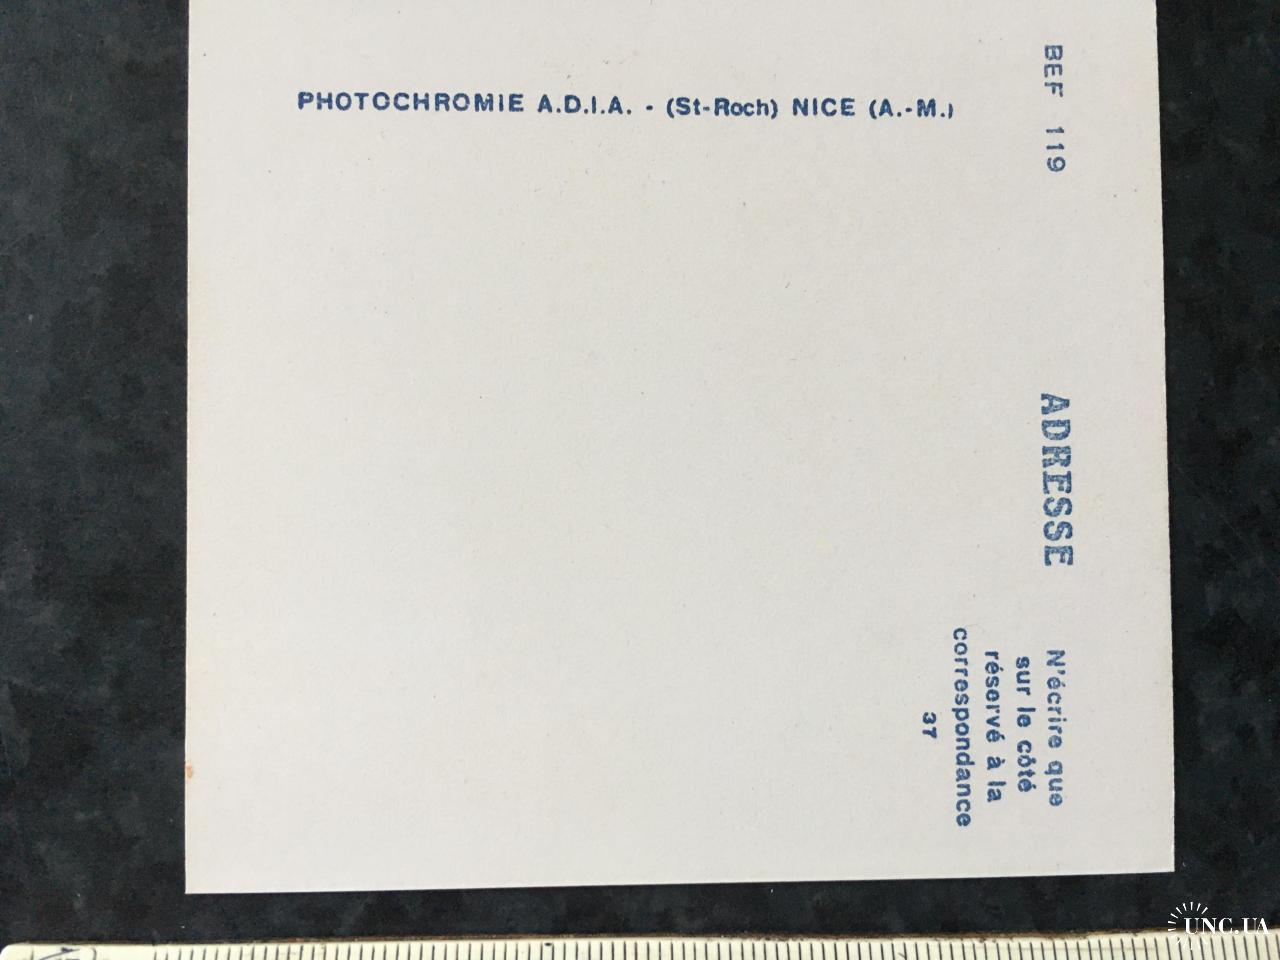 PHOTOCHROMIE A.D.I.A. - (St-Roch) NICE (A.-M.)
BEF 119
ADRESSE
N'écrire que
sur le côté
réservé à la
correspondance
37
UNC.UA